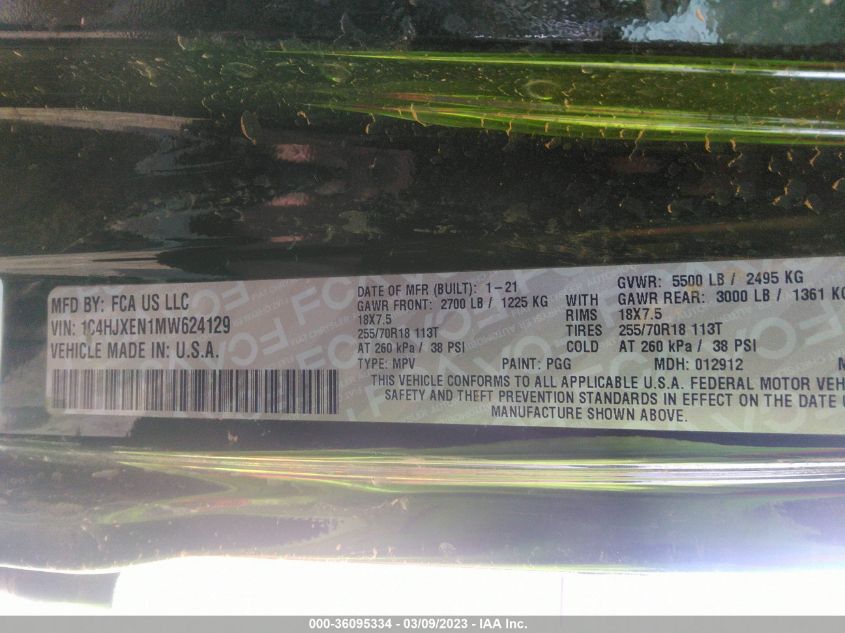 MFD BY: FCA US LLC
VIN: 1C4HJXEN1MW624129
VEHICLE MADE IN: U.S.A.
DATE OF MFR (BUILT): 1-21 GVWR: 5500 LB / 2495 KG
GAWR FRONT: 2700 LB / 1225 KG WITH GAWR REAR: 3000 LB / 1361 KG
18X7.5 RIMS 18X7.5
255/70R18 113T TIRES 255/70R18 113T
AT 260 kPa / 38 PSI COLD AT 260 kPa / 38 PSI
TYPE: MPV PAINT: PGG MDH: 012912
THIS VEHICLE CONFORMS TO ALL APPLICABLE U.S.A. FEDERAL MOTOR VEH
SAFETY AND THEFT PREVENTION STANDARDS IN EFFECT ON THE DATE
MANUFACTURE SHOWN ABOVE.
000-36095334 — 03/09/2023 — IAA Inc.